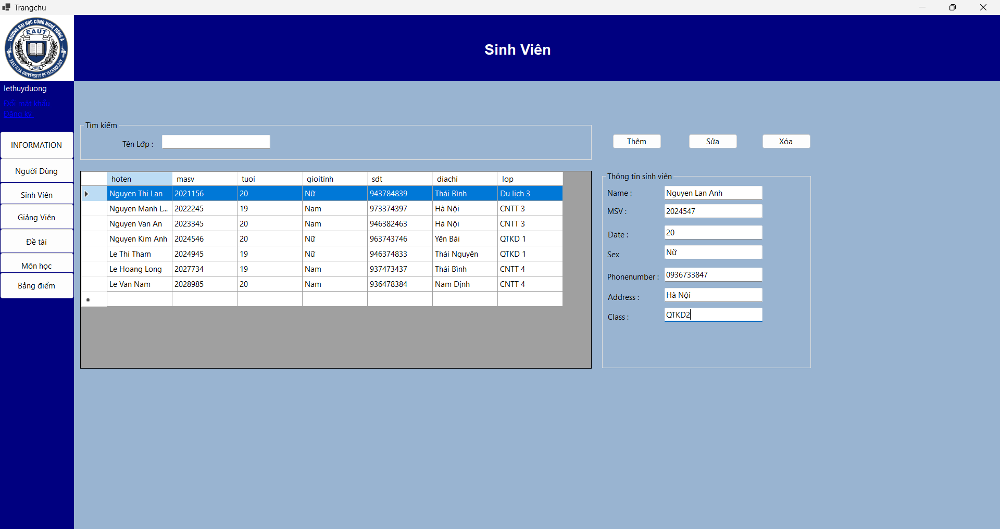 Trangchu
TRƯỜNG ĐẠI HỌC CÔNG NGHỆ ĐÔNG Á
EAUT
2008
EAST ASIA UNIVERSITY OF TECHNOLOGY
Sinh Viên
lethuyduong
Đổi mật khẩu
Đăng ký
INFORMATION
Người Dùng
Sinh Viên
Giảng Viên
Đề tài
Môn học
Bảng điểm
Tìm kiếm
Tên Lớp :
Thêm Sửa Xóa
hoten masv tuoi gioitinh sdt diachi lop
Nguyen Thi Lan 2021156 20 Nữ 943784839 Thái Bình Du lịch 3
Nguyen Manh L... 2022245 19 Nam 973374397 Hà Nội CNTT 3
Nguyen Van An 2023345 20 Nam 946382463 Hà Nội CNTT 3
Nguyen Kim Anh 2024546 20 Nữ 963743746 Yên Bái QTKD 1
Le Thi Tham 2024945 19 Nữ 946374833 Thái Nguyên QTKD 1
Le Hoang Long 2027734 19 Nam 937473437 Thái Bình CNTT 4
Le Van Nam 2028985 20 Nam 936478384 Nam Định CNTT 4
Thông tin sinh viên
Name : Nguyen Lan Anh
MSV : 2024547
Date : 20
Sex Nữ
Phonenumber : 0936733847
Address : Hà Nội
Class : QTKD2